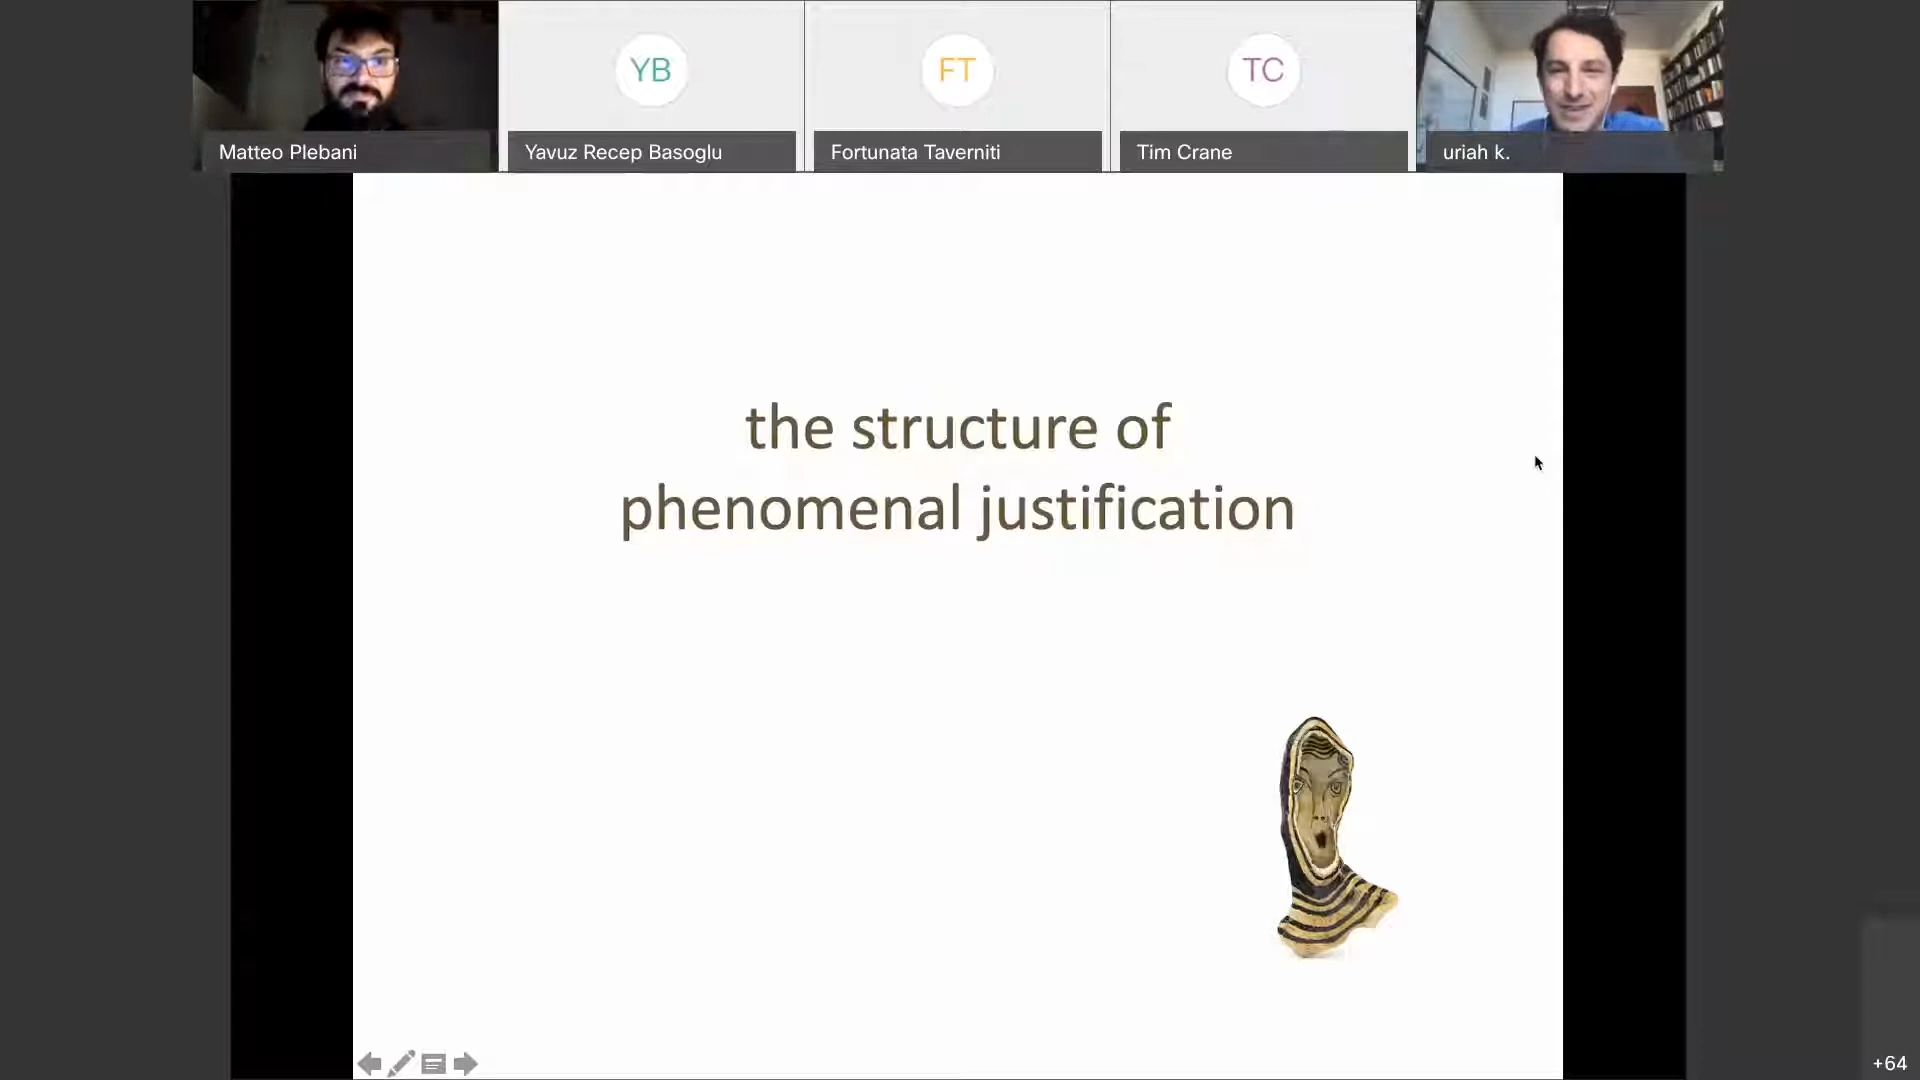 YB
FT
TC
Matteo Plebani
Yavuz Recep Basoglu
Fortunata Taverniti
Tim Crane
uriah k.
the structure of
phenomenal justification
+64